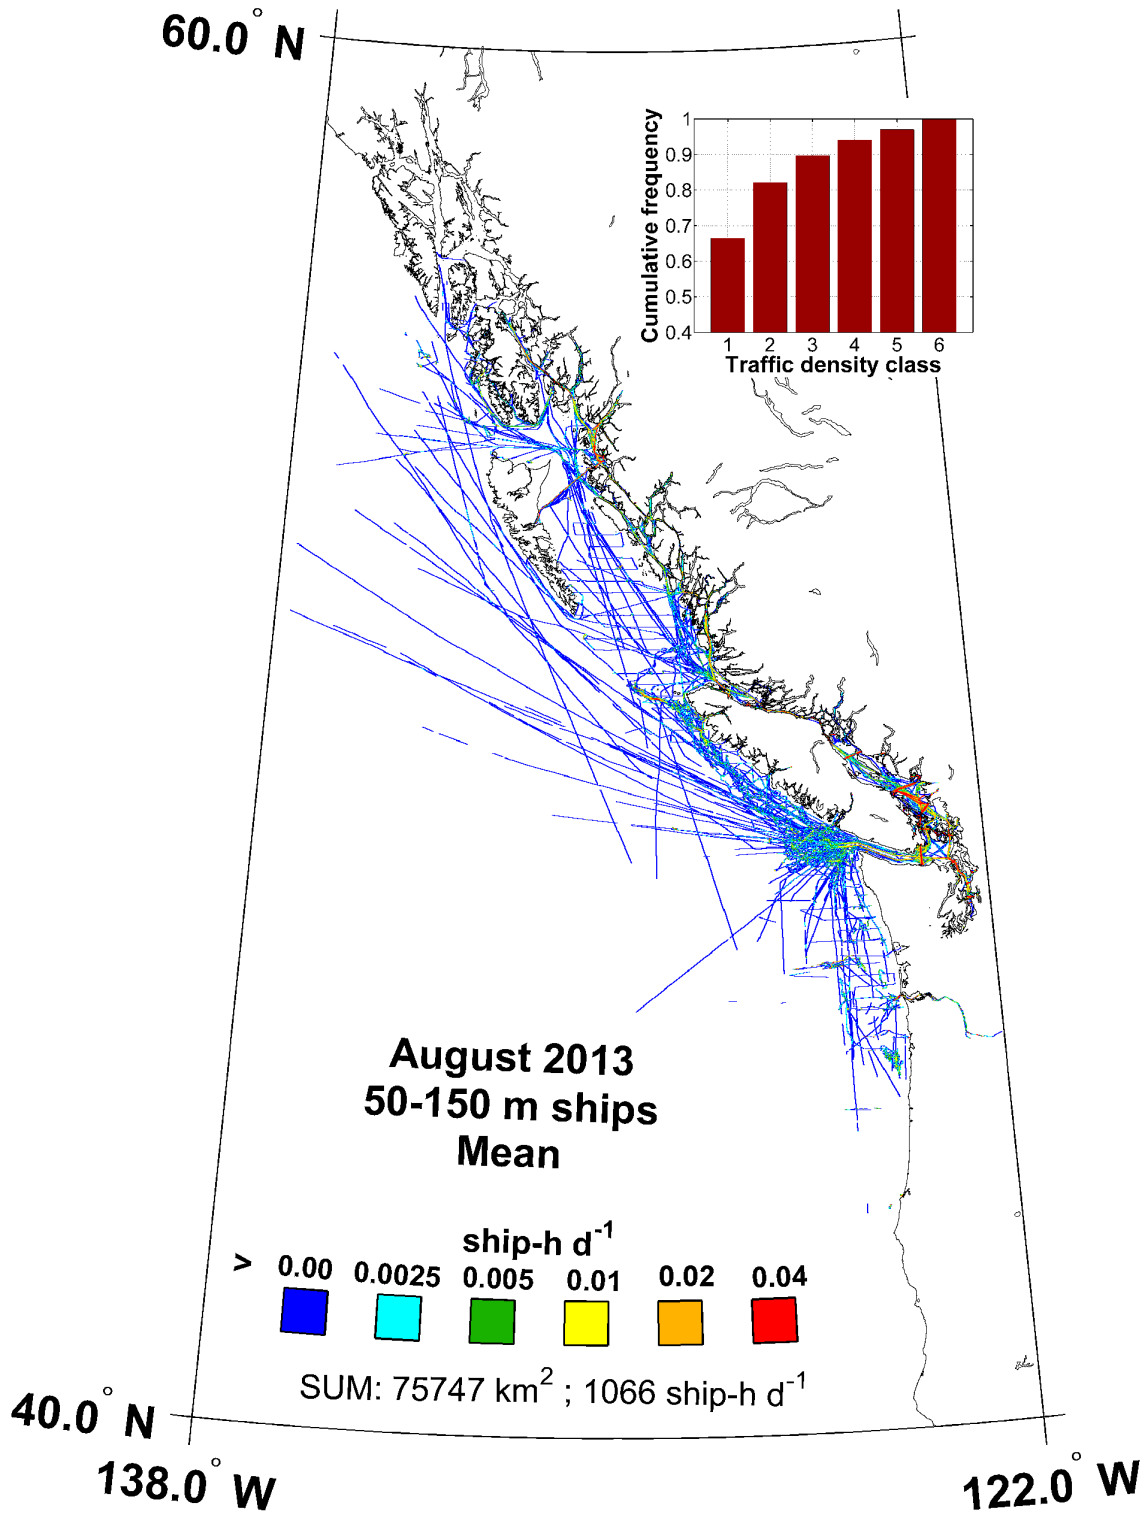 60.0° N
Cumulative frequency
1
0.9
0.8
0.7
0.6
0.5
0.4
1 2 3 4 5 6
Traffic density class
August 2013
50-150 m ships
Mean
ship-h d⁻¹
> 0.00 0.0025 0.005 0.01 0.02 0.04
SUM: 75747 km² ; 1066 ship-h d⁻¹
40.0° N
138.0° W
122.0° W